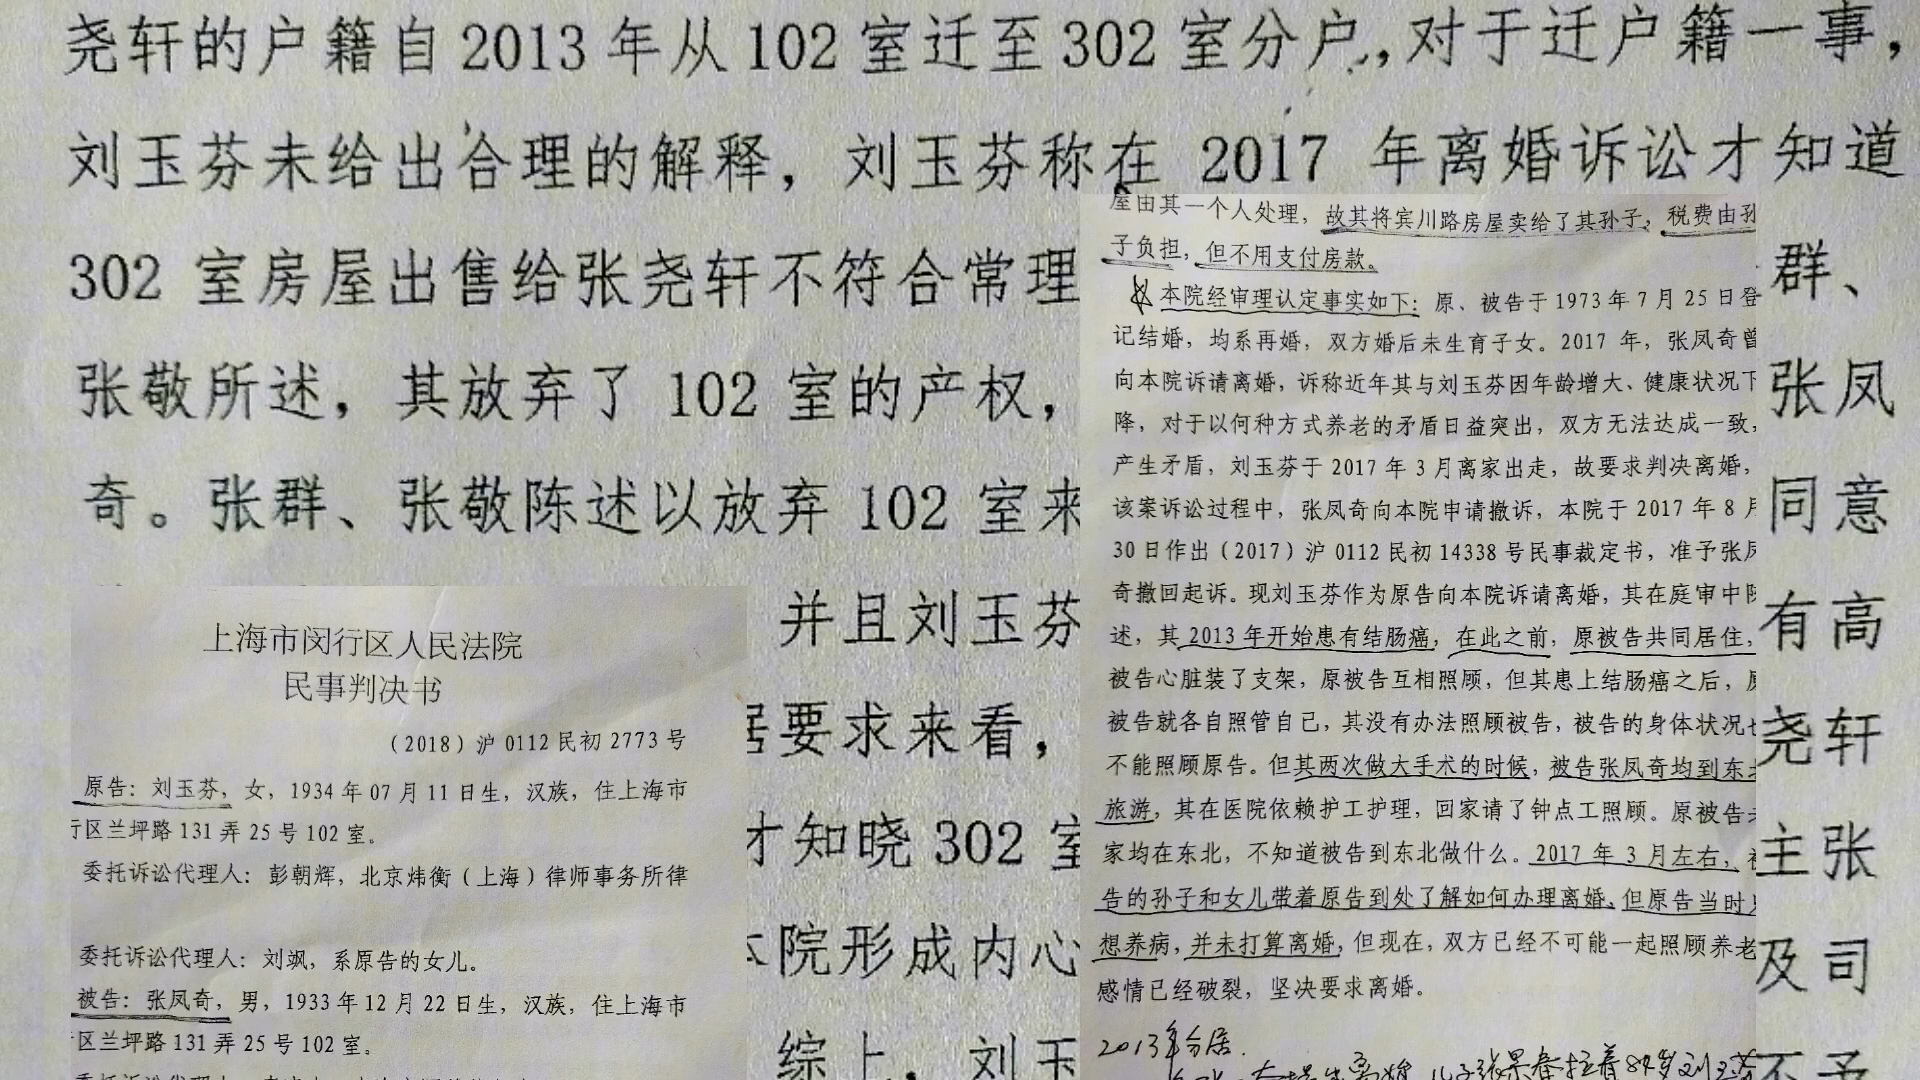 尧轩的户籍自2013年从102室迁至302室分户,对于迁户籍一事,
刘玉芬未给出合理的解释,刘玉芬称在 2017 年离婚诉讼才知道
302 室房屋出售给张尧轩不符合常理
群、
张敬所述,其放弃了 102 室的产权,
张凤
奇。张群、张敬陈述以放弃 102 室来
同意
并且刘玉芬
有高
要求来看,
尧轩
才知晓 302 室
主张
本院形成内心
及司
综上,刘玉
不予
上海市闵行区人民法院
民事判决书
(2018)沪 0112 民初 2773 号
原告:刘玉芬,女,1934 年 07 月 11 日生,汉族,住上海市
行区兰坪路 131 弄 25 号 102 室。
委托诉讼代理人:彭朝辉,北京炜衡(上海)律师事务所律
委托诉讼代理人:刘飒,系原告的女儿。
被告:张凤奇,男,1933 年 12 月 22 日生,汉族,住上海市
区兰坪路 131 弄 25 号 102 室。
屋由其一个人处理,故其将宾川路房屋卖给了其孙子,税费由孙
子负担,但不用支付房款。
本院经审理认定事实如下:原、被告于 1973 年 7 月 25 日登
记结婚,均系再婚,双方婚后未生育子女。2017 年,张凤奇曾
向本院诉请离婚,诉称近年其与刘玉芬因年龄增大、健康状况下
降,对于以何种方式养老的矛盾日益突出,双方无法达成一致,
产生矛盾,刘玉芬于 2017 年 3 月离家出走,故要求判决离婚,
该案诉讼过程中,张凤奇向本院申请撤诉,本院于 2017 年 8 月
30 日作出(2017)沪 0112 民初 14338 号民事裁定书,准予张凤
奇撤回起诉。现刘玉芬作为原告向本院诉请离婚,其在庭审中陈
述,其 2013 年开始患有结肠癌,在此之前,原被告共同居住,
被告心脏装了支架,原被告互相照顾,但其患上结肠癌之后,原
被告就各自照管自己,其没有办法照顾被告,被告的身体状况也
不能照顾原告。但其两次做大手术的时候,被告张凤奇均到东北
旅游,其在医院依赖护工护理,回家请了钟点工照顾。原被告老
家均在东北,不知道被告到东北做什么。2017 年 3 月左右,被
告的孙子和女儿带着原告到处了解如何办理离婚,但原告当时只
想养病,并未打算离婚,但现在,双方已经不可能一起照顾养老
感情已经破裂,坚决要求离婚。
2013年分居.